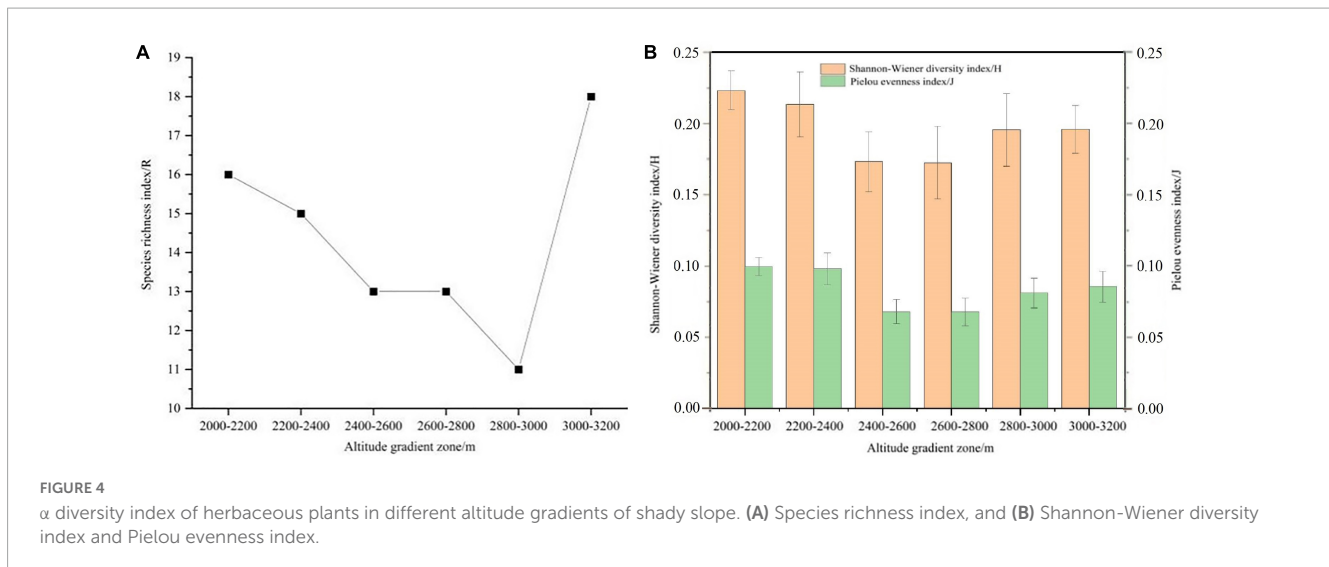 A
19
18
17
16
15
14
13
12
11
10
Species richness index/R
2000-2200
2200-2400
2400-2600
2600-2800
2800-3000
3000-3200
Altitude gradient zone/m
B
0.25
0.20
0.15
0.10
0.05
0.00
Shannon-Wiener diversity index/H
Shannon-Wiener diversity index/H
Pielou evenness index/J
0.25
0.20
0.15
0.10
0.05
0.00
Pielou evenness index/J
2000-2200
2200-2400
2400-2600
2600-2800
2800-3000
3000-3200
Altitude gradient zone/m
FIGURE 4
α diversity index of herbaceous plants in different altitude gradients of shady slope. (A) Species richness index, and (B) Shannon-Wiener diversity
index and Pielou evenness index.